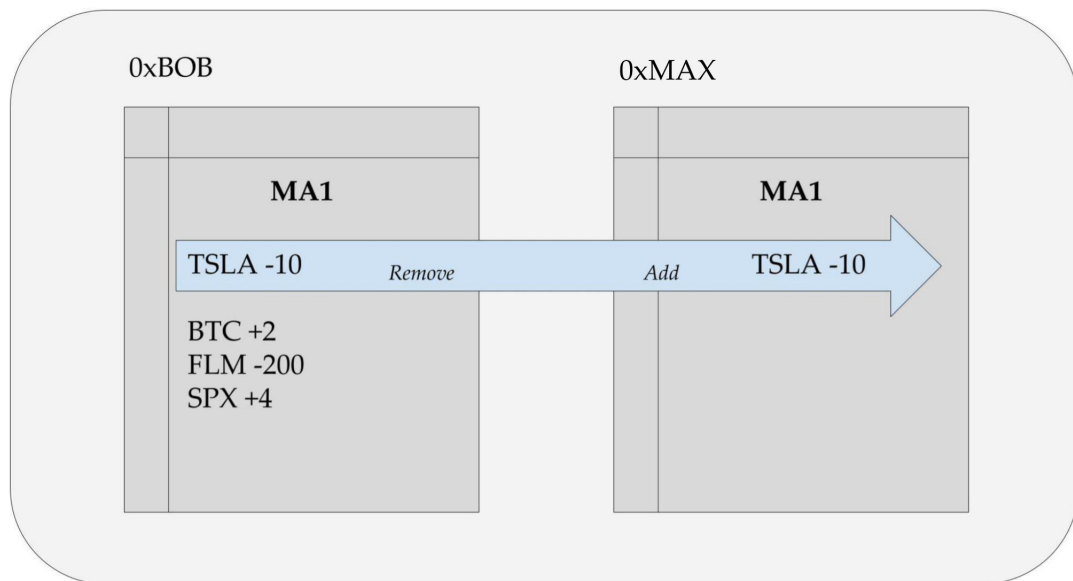 0xBOB
0xMAX
MA1
MA1
TSLA -10
Remove
Add
TSLA -10
BTC +2
FLM -200
SPX +4